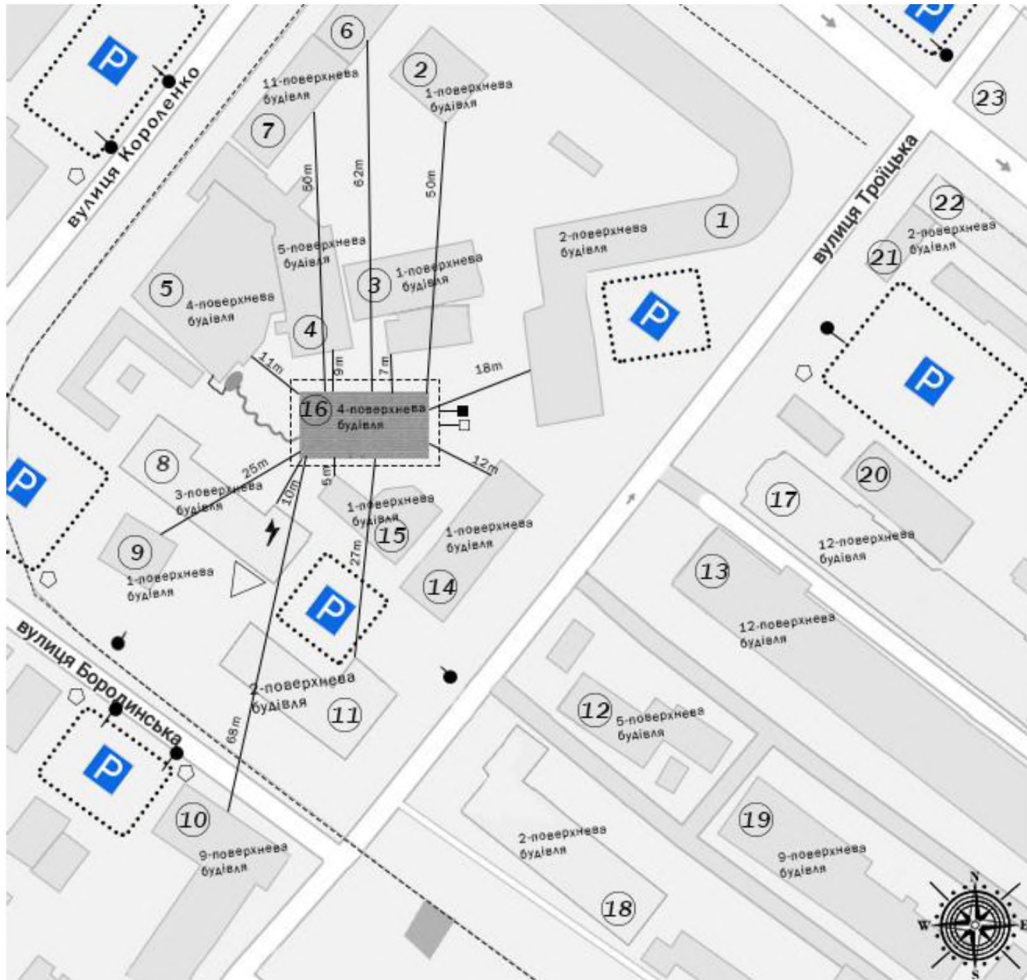 6
P
P
2
23
11-поверхнева
будівля
1-поверхнева
будівля
7
вулиця Короленко
60m
62m
50m
вулиця Троїцька
22
1
2-поверхнева
будівля
2-поверхнева
будівля
21
5-поверхнева
будівля
1-поверхнева
будівля
3
5
4-поверхнева
будівля
4
P
11m
9m
7m
18m
P
16
4-поверхнева
будівля
8
25m
5m
12m
10m
3-поверхнева
будівля
P
1-поверхнева
будівля
15
1-поверхнева
будівля
20
17
12-поверхнева
будівля
9
1-поверхнева
будівля
27m
14
13
P
12-поверхнева
будівля
вулиця Бородинська
2-поверхнева
будівля
11
12
5-поверхнева
будівля
68m
P
10
9-поверхнева
будівля
19
9-поверхнева
будівля
2-поверхнева
будівля
18
N
W
E
S